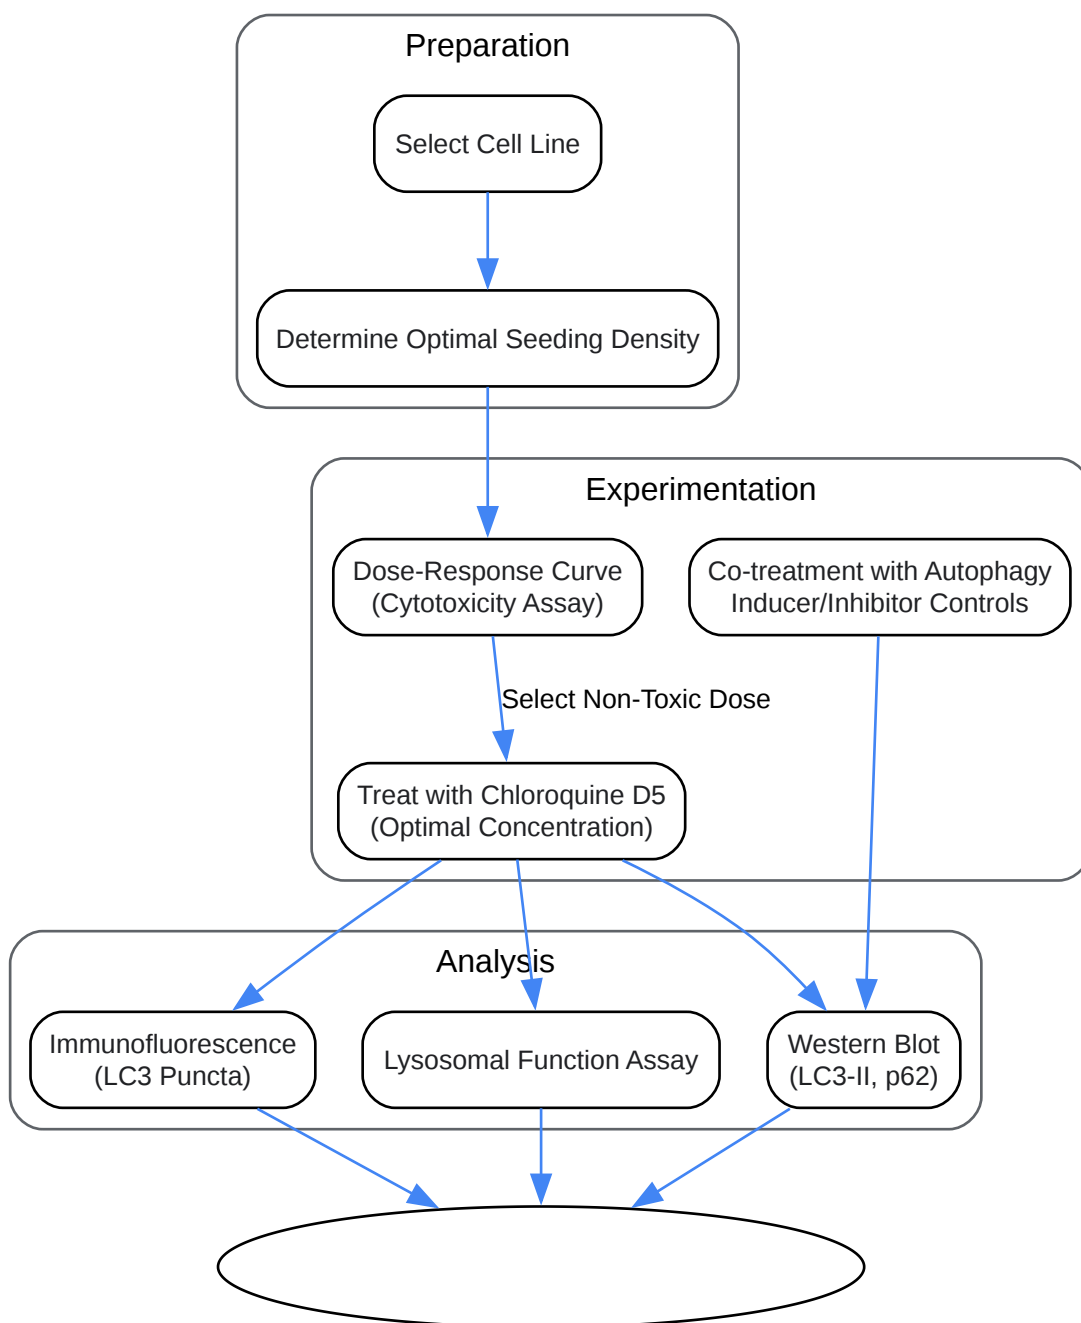 Preparation
Select Cell Line
Determine Optimal Seeding Density
Experimentation
Dose-Response Curve
(Cytotoxicity Assay)
Co-treatment with Autophagy
Inducer/Inhibitor Controls
Select Non-Toxic Dose
Treat with Chloroquine D5
(Optimal Concentration)
Analysis
Immunofluorescence
(LC3 Puncta)
Lysosomal Function Assay
Western Blot
(LC3-II, p62)